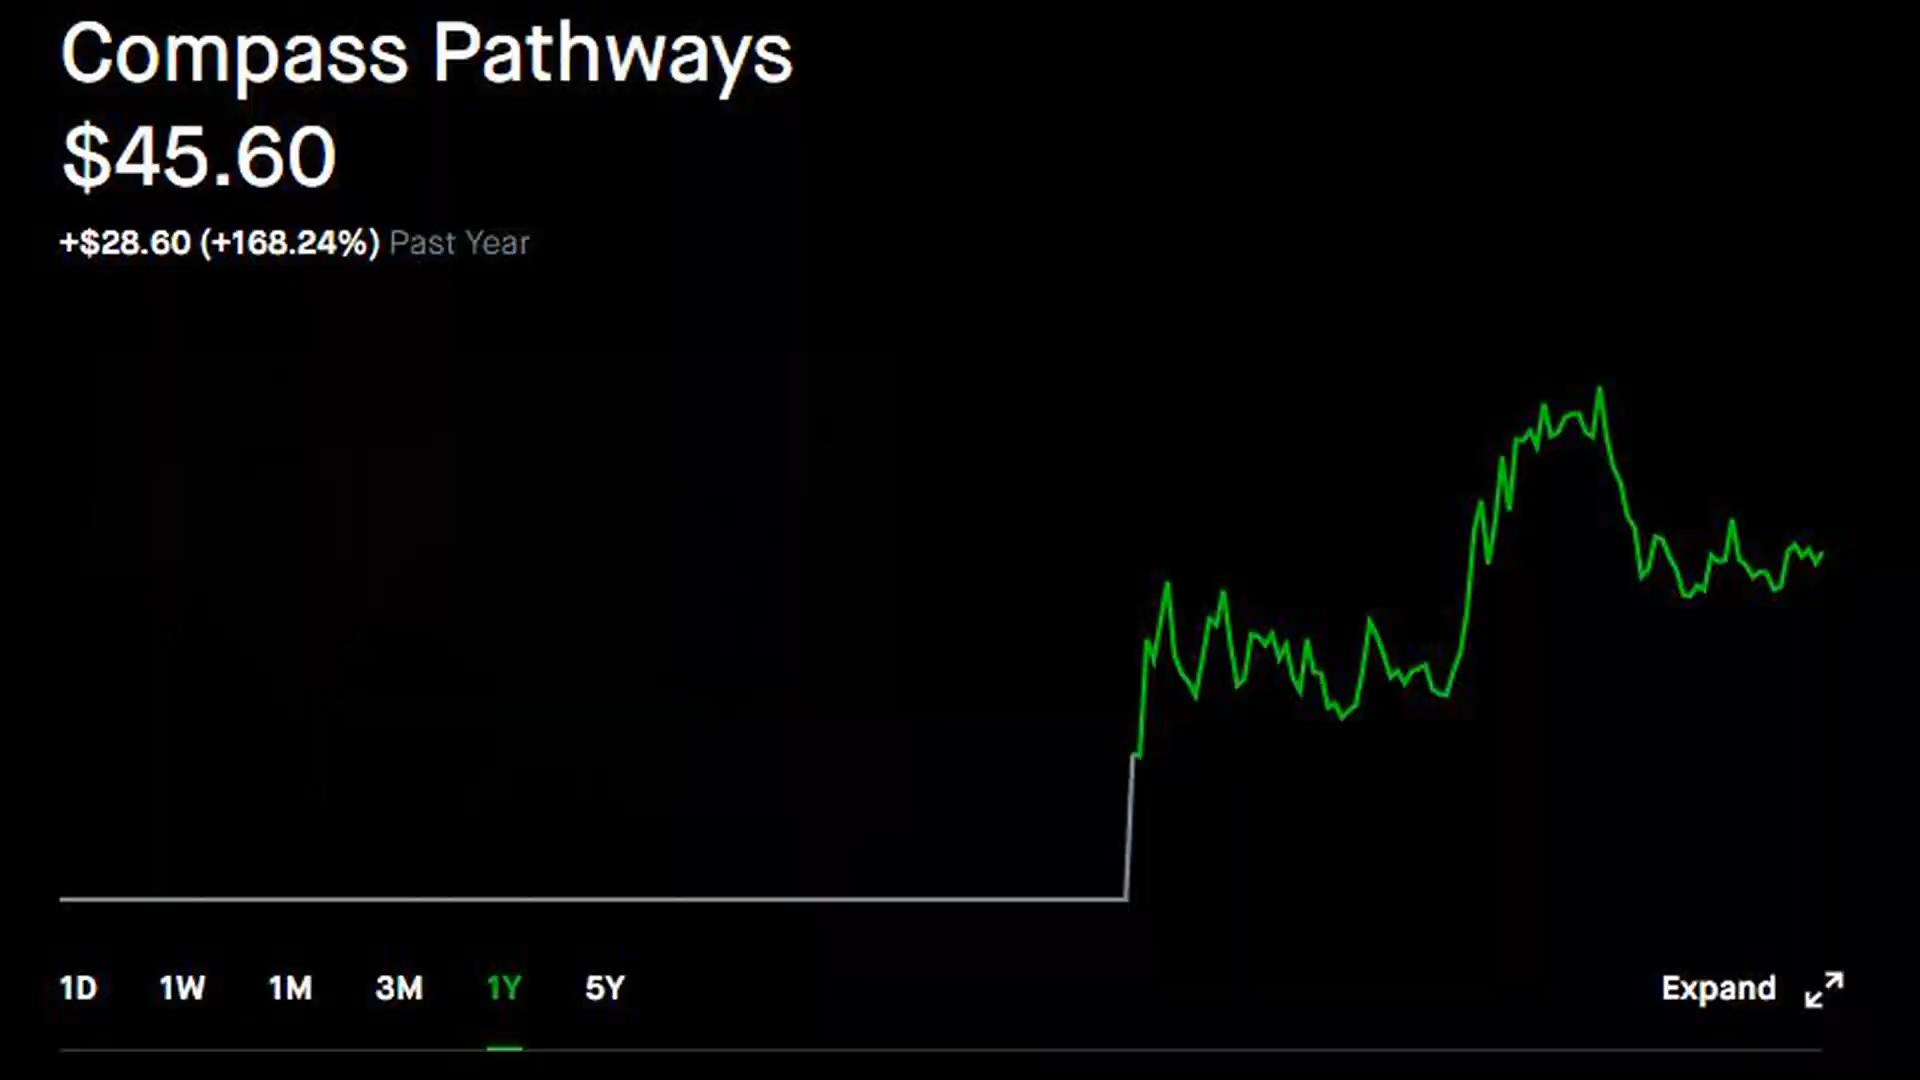 Compass Pathways
$45.60
+$28.60 (+168.24%) Past Year
1D 1W 1M 3M 1Y 5Y Expand